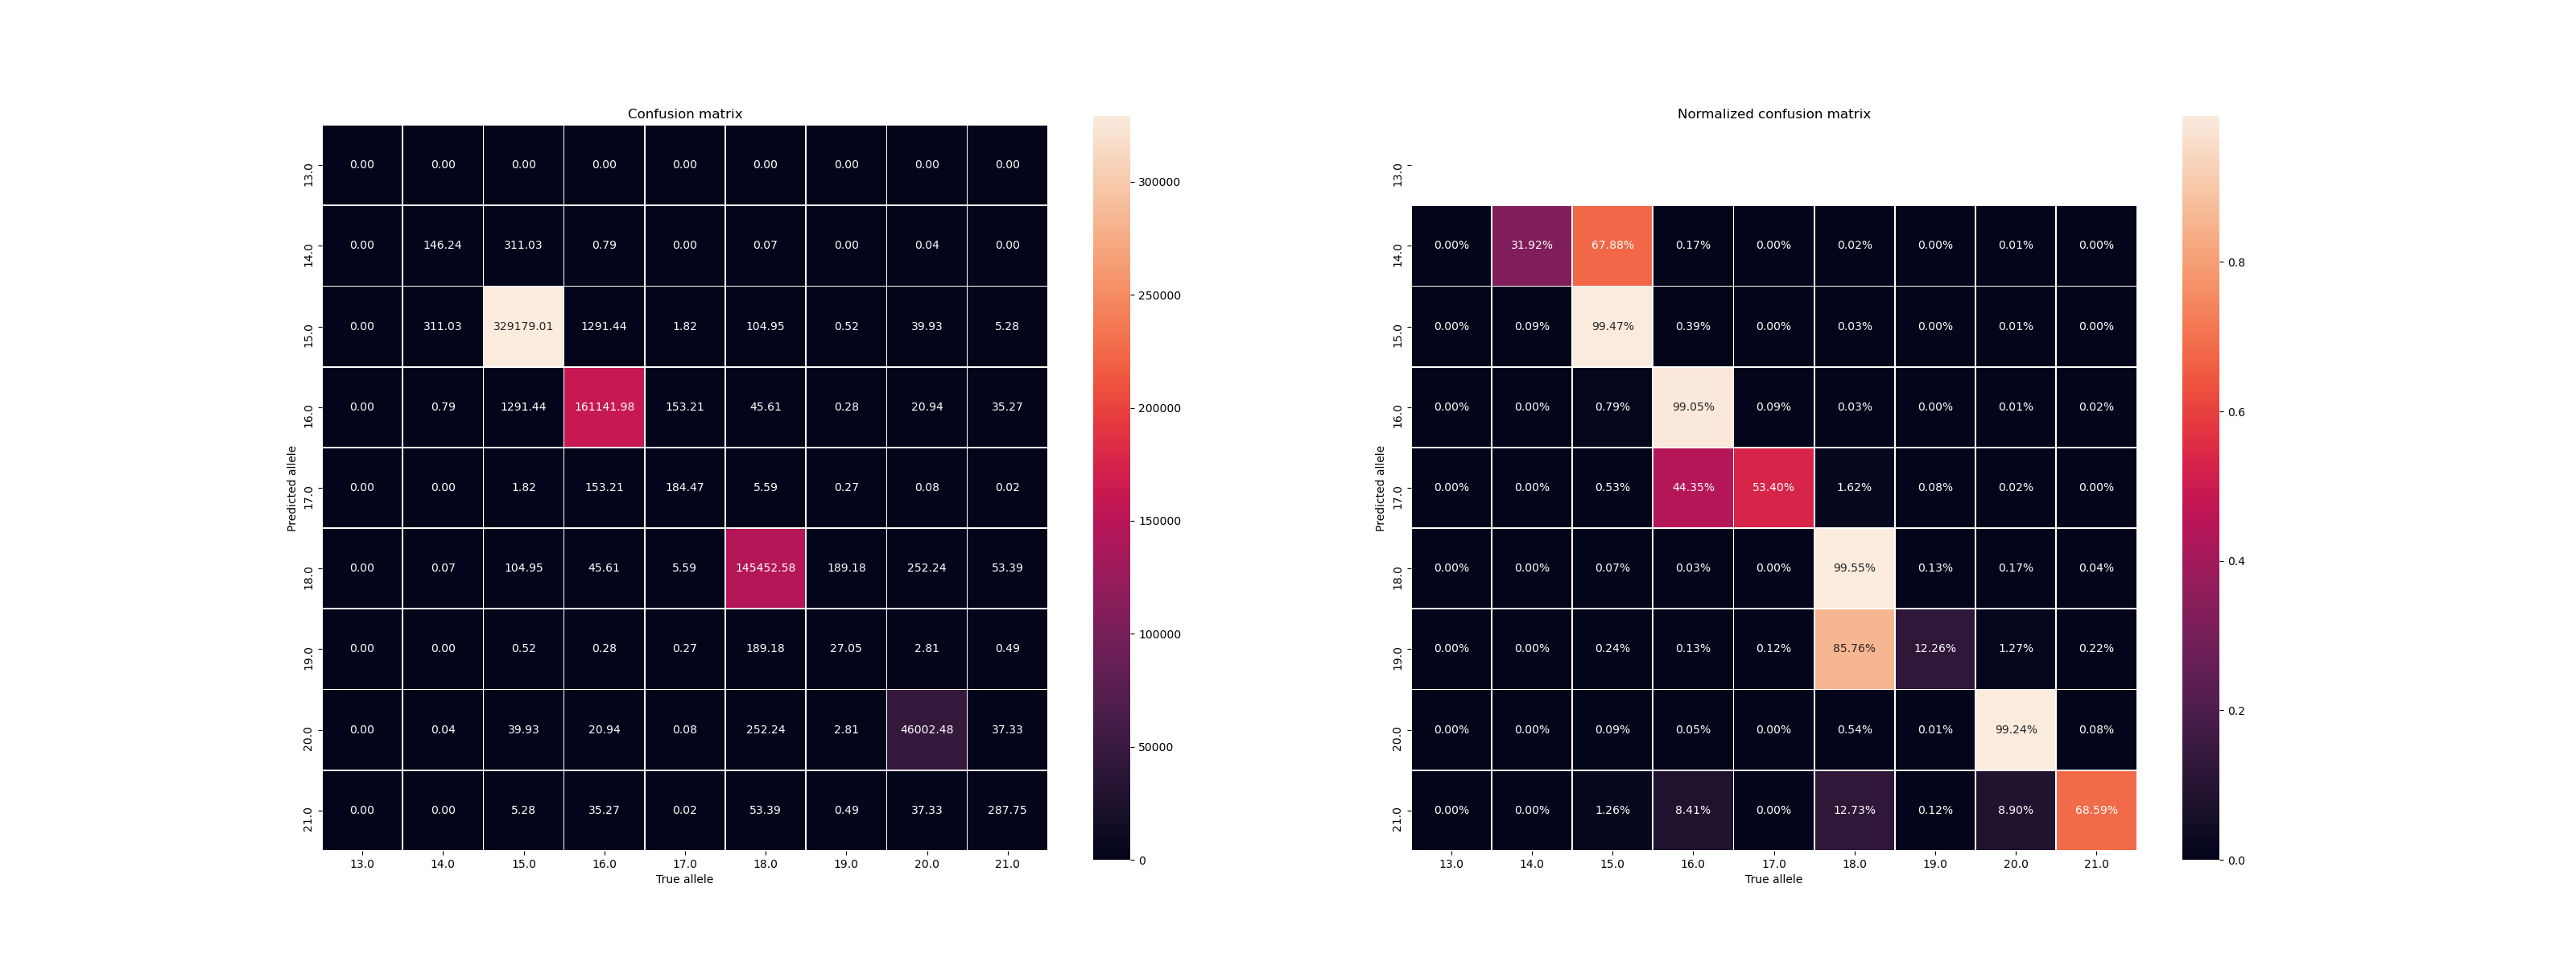 Confusion matrix
13.0 0.00 0.00 0.00 0.00 0.00 0.00 0.00 0.00 0.00
14.0 0.00 146.24 311.03 0.79 0.00 0.07 0.00 0.04 0.00
15.0 0.00 311.03 329179.01 1291.44 1.82 104.95 0.52 39.93 5.28
16.0 0.00 0.79 1291.44 161141.98 153.21 45.61 0.28 20.94 35.27
17.0 0.00 0.00 1.82 153.21 184.47 5.59 0.27 0.08 0.02
18.0 0.00 0.07 104.95 45.61 5.59 145452.58 189.18 252.24 53.39
19.0 0.00 0.00 0.52 0.28 0.27 189.18 27.05 2.81 0.49
20.0 0.00 0.04 39.93 20.94 0.08 252.24 2.81 46002.48 37.33
21.0 0.00 0.00 5.28 35.27 0.02 53.39 0.49 37.33 287.75
13.0 14.0 15.0 16.0 17.0 18.0 19.0 20.0 21.0
True allele
Predicted allele
300000
250000
200000
150000
100000
50000
0
Normalized confusion matrix
13.0
14.0 0.00% 31.92% 67.88% 0.17% 0.00% 0.02% 0.00% 0.01% 0.00%
15.0 0.00% 0.09% 99.47% 0.39% 0.00% 0.03% 0.00% 0.01% 0.00%
16.0 0.00% 0.00% 0.79% 99.05% 0.09% 0.03% 0.00% 0.01% 0.02%
17.0 0.00% 0.00% 0.53% 44.35% 53.40% 1.62% 0.08% 0.02% 0.00%
18.0 0.00% 0.00% 0.07% 0.03% 0.00% 99.55% 0.13% 0.17% 0.04%
19.0 0.00% 0.00% 0.24% 0.13% 0.12% 85.76% 12.26% 1.27% 0.22%
20.0 0.00% 0.00% 0.09% 0.05% 0.00% 0.54% 0.01% 99.24% 0.08%
21.0 0.00% 0.00% 1.26% 8.41% 0.00% 12.73% 0.12% 8.90% 68.59%
13.0 14.0 15.0 16.0 17.0 18.0 19.0 20.0 21.0
True allele
Predicted allele
0.8
0.6
0.4
0.2
0.0